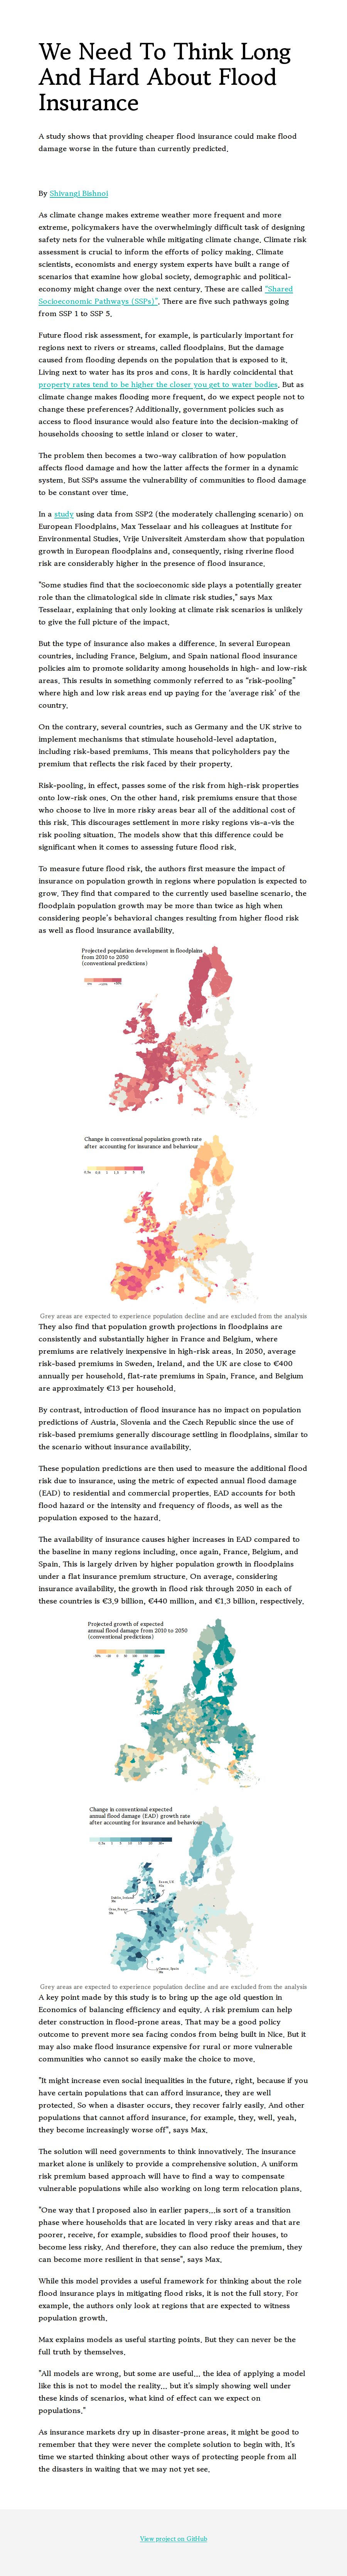 We Need To Think Long
And Hard About Flood
Insurance
A study shows that providing cheaper flood insurance could make flood
damage worse in the future than currently predicted.
By Shivangi Bishnoi
As climate change makes extreme weather more frequent and more
extreme, policymakers have the overwhelmingly difficult task of designing
safety nets for the vulnerable while mitigating climate change. Climate risk
assessment is crucial to inform the efforts of policy making. Climate
scientists, economists and energy system experts have built a range of
scenarios that examine how global society, demographic and political-
economy might change over the next century. These are called "Shared
Socioeconomic Pathways (SSPs)". There are five such pathways going
from SSP 1 to SSP 5.
Future flood risk assessment, for example, is particularly important for
regions next to rivers or streams, called floodplains. But the damage
caused from flooding depends on the population that is exposed to it.
Living next to water has its pros and cons. It is hardly coincidental that
property rates tend to be higher the closer you get to water bodies. But as
climate change makes flooding more frequent, do we expect people not to
change these preferences? Additionally, government policies such as
access to flood insurance would also feature into the decision-making of
households choosing to settle inland or closer to water.
The problem then becomes a two-way calibration of how population
affects flood damage and how the latter affects the former in a dynamic
system. But SSPs assume the vulnerability of communities to flood damage
to be constant over time.
In a study using data from SSP2 (the moderately challenging scenario) on
European Floodplains, Max Tesselaar and his colleagues at Institute for
Environmental Studies, Vrije Universiteit Amsterdam show that population
growth in European floodplains and, consequently, rising riverine flood
risk are considerably higher in the presence of flood insurance.
"Some studies find that the socioeconomic side plays a potentially greater
role than the climatological side in climate risk studies," says Max
Tesselaar, explaining that only looking at climate risk scenarios is unlikely
to give the full picture of the impact.
But the type of insurance also makes a difference. In several European
countries, including France, Belgium, and Spain national flood insurance
policies aim to promote solidarity among households in high- and low-risk
areas. This results in something commonly referred to as "risk-pooling"
where high and low risk areas end up paying for the 'average risk' of the
country.
On the contrary, several countries, such as Germany and the UK strive to
implement mechanisms that stimulate household-level adaptation,
including risk-based premiums. This means that policyholders pay the
premium that reflects the risk faced by their property.
Risk-pooling, in effect, passes some of the risk from high-risk properties
onto low-risk ones. On the other hand, risk premiums ensure that those
who choose to live in more risky areas bear all of the additional cost of
this risk. This discourages settlement in more risky regions vis-a-vis the
risk pooling situation. The models show that this difference could be
significant when it comes to assessing future flood risk.
To measure future flood risk, the authors first measure the impact of
insurance on population growth in regions where population is expected to
grow. They find that compared to the currently used baseline scenario, the
floodplain population growth may be more than twice as high when
considering people's behavioral changes resulting from higher flood risk
as well as flood insurance availability.
Projected population development in floodplains
from 2010 to 2050
(conventional predictions)
Change in conventional population growth rate
after accounting for insurance and behaviour
Grey areas are expected to experience population decline and are excluded from the analysis
They also find that population growth projections in floodplains are
consistently and substantially higher in France and Belgium, where
premiums are relatively inexpensive in high-risk areas. In 2050, average
risk-based premiums in Sweden, Ireland, and the UK are close to €400
annually per household, flat-rate premiums in Spain, France, and Belgium
are approximately €13 per household.
By contrast, introduction of flood insurance has no impact on population
predictions of Austria, Slovenia and the Czech Republic since the use of
risk-based premiums generally discourage settling in floodplains, similar to
the scenario without insurance availability.
These population predictions are then used to measure the additional flood
risk due to insurance, using the metric of expected annual flood damage
(EAD) to residential and commercial properties. EAD accounts for both
flood hazard or the intensity and frequency of floods, as well as the
population exposed to the hazard.
The availability of insurance causes higher increases in EAD compared to
the baseline in many regions including, once again, France, Belgium, and
Spain. This is largely driven by higher population growth in floodplains
under a flat insurance premium structure. On average, considering
insurance availability, the growth in flood risk through 2050 in each of
these countries is €3.9 billion, €440 million, and €1.3 billion, respectively.
Projected growth of expected
annual flood damage from 2010 to 2050
(conventional predictions)
Change in conventional expected
annual flood damage (EAD) growth rate
after accounting for insurance and behaviour
Grey areas are expected to experience population decline and are excluded from the analysis
A key point made by this study is to bring up the age old question in
Economics of balancing efficiency and equity. A risk premium can help
deter construction in flood-prone areas. That may be a good policy
outcome to prevent more sea facing condos from being built in Nice. But it
may also make flood insurance expensive for rural or more vulnerable
communities who cannot so easily make the choice to move.
"It might increase even social inequalities in the future, right, because if you
have certain populations that can afford insurance, they are well
protected. So when a disaster occurs, they recover fairly easily. And other
populations that cannot afford insurance, for example, they, well, yeah,
they become increasingly worse off", says Max.
The solution will need governments to think innovatively. The insurance
market alone is unlikely to provide a comprehensive solution. A uniform
risk premium based approach will have to find a way to compensate
vulnerable populations while also working on long term relocation plans.
"One way that I proposed also in earlier papers...is sort of a transition
phase where households that are located in very risky areas and that are
poorer, receive, for example, subsidies to flood proof their houses, to
become less risky. And therefore, they can also reduce the premium, they
can become more resilient in that sense", says Max.
While this model provides a useful framework for thinking about the role
flood insurance plays in mitigating flood risks, it is not the full story. For
example, the authors only look at regions that are expected to witness
population growth.
Max explains models as useful starting points. But they can never be the
full truth by themselves.
"All models are wrong, but some are useful... the idea of applying a model
like this is not to model the reality... but it's simply showing well under
these kinds of scenarios, what kind of effect can we expect on
populations."
As insurance markets dry up in disaster-prone areas, it might be good to
remember that they were never the complete solution to begin with. It's
time we started thinking about other ways of protecting people from all
the disasters in waiting that we may not yet see.
View project on GitHub